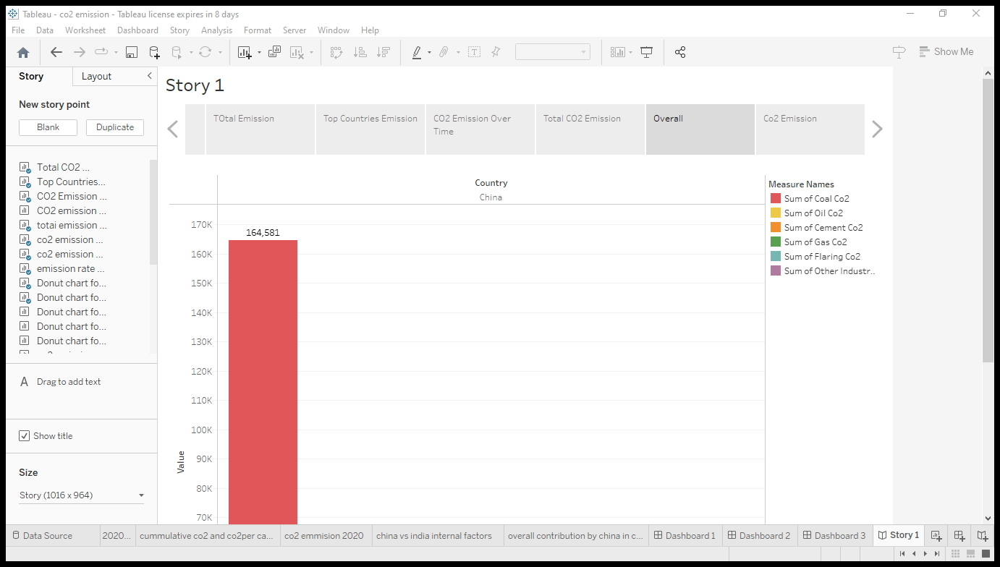 Tableau - co2 emission - Tableau license expires in 8 days
File Data Worksheet Dashboard Story Analysis Format Server Window Help
Show Me
Story Layout
New story point
Blank Duplicate
Total CO2 ...
Top Countries...
CO2 Emission ...
CO2 emission ...
totai emission ...
co2 emission ...
co2 emission ...
emission rate ...
Donut chart fo...
Donut chart fo...
Donut chart fo...
Donut chart fo...
Donut chart fo...
A Drag to add text
Show title
Size
Story (1016 x 964)
Story 1
TOtal Emission
Top Countries Emission
CO2 Emission Over
Time
Total CO2 Emission
Overall
Co2 Emission
Country
China
170K
160K
150K
140K
130K
120K
110K
100K
90K
80K
70K
Value
164,581
Measure Names
Sum of Coal Co2
Sum of Oil Co2
Sum of Cement Co2
Sum of Gas Co2
Sum of Flaring Co2
Sum of Other Industr..
Data Source 2020... cummulative co2 and co2per ca... co2 emmision 2020 china vs india internal factors overall contribution by china in c... Dashboard 1 Dashboard 2 Dashboard 3 Story 1